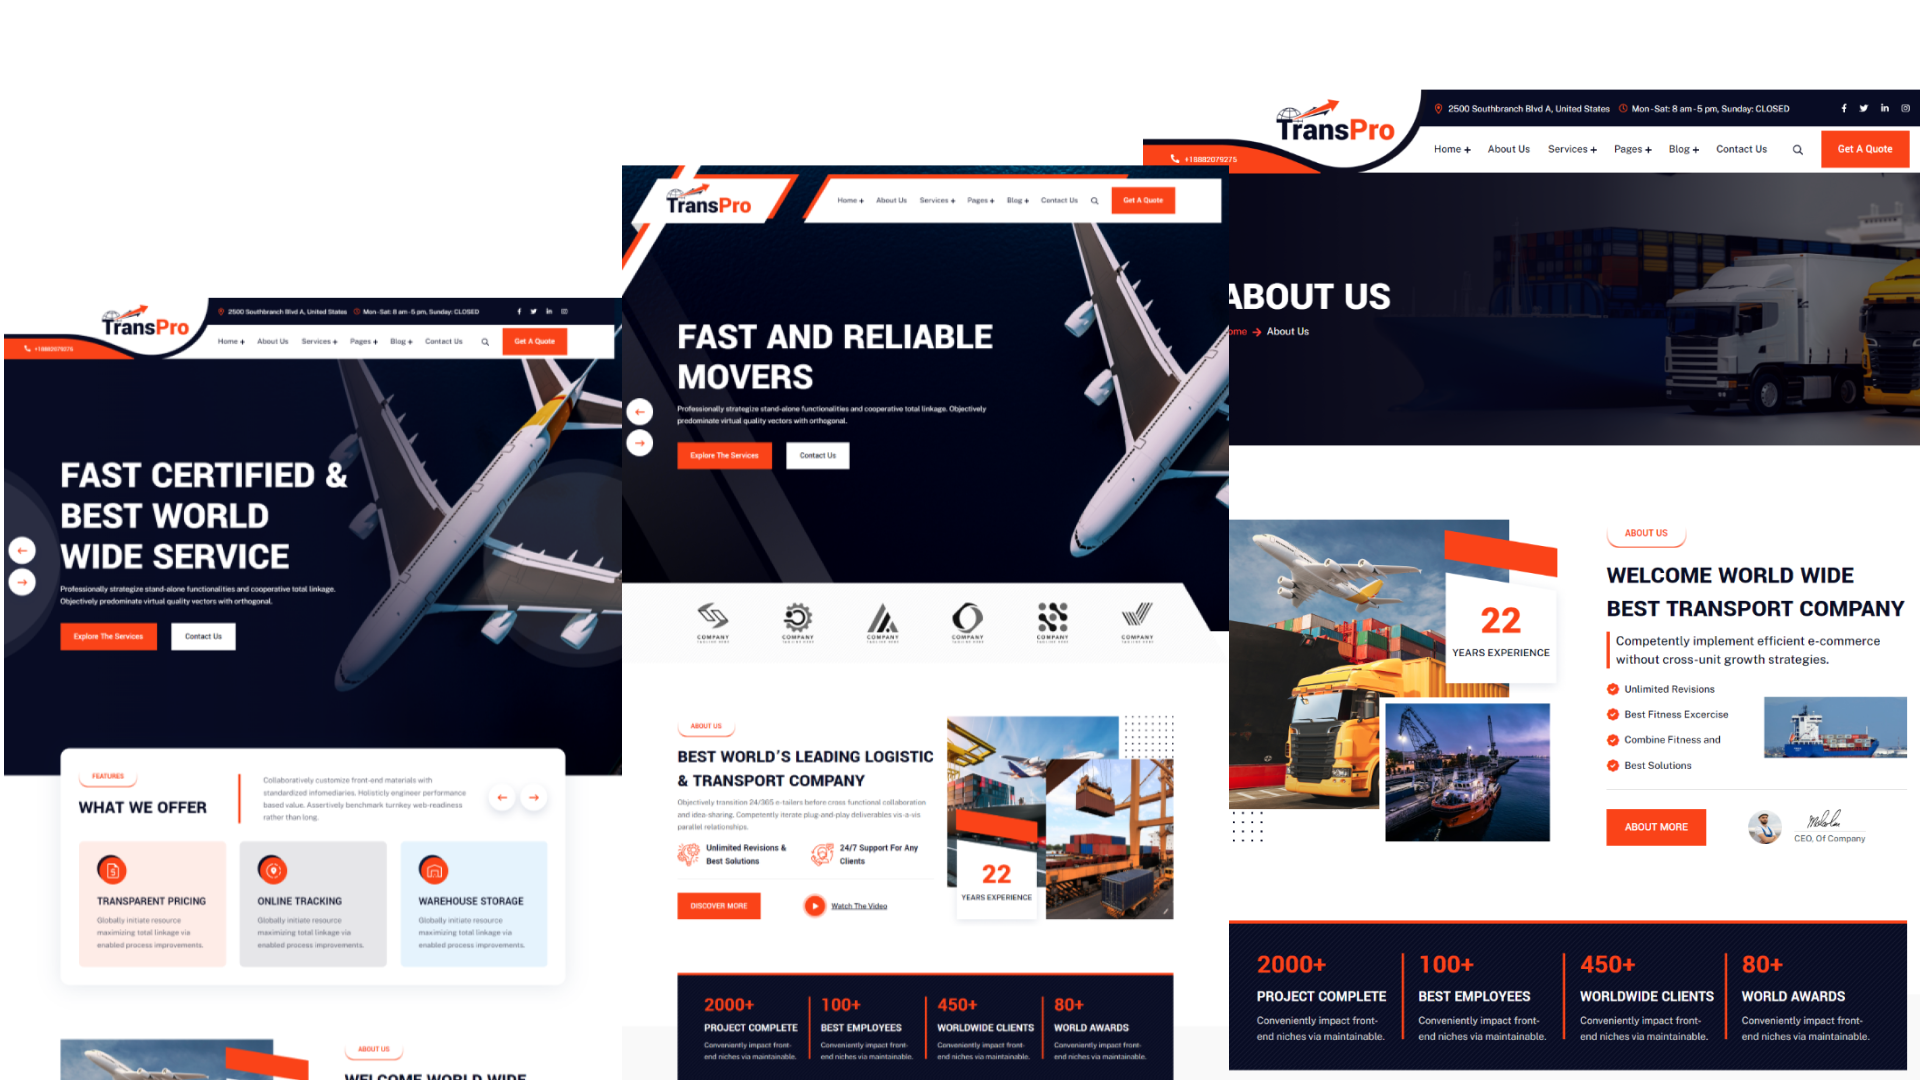 TransPro
2500 Southbranch Blvd A, United States
Mon - Sat: 8 am - 5 pm, Sunday: CLOSED
+18882079275
Home +
About Us
Services +
Pages +
Blog +
Contact Us
Get A Quote
FAST CERTIFIED &
BEST WORLD
WIDE SERVICE
Professionally strategize stand-alone functionalities and cooperative total linkage.
Objectively predominate virtual quality vectors with orthogonal.
Explore The Services
Contact Us
FEATURES
WHAT WE OFFER
Collaboratively customize front-end materials with
standardized infomediaries. Holisticly engineer performance
based value. Assertively benchmark turnkey web-readiness
rather than long.
TRANSPARENT PRICING
Globally initiate resource
maximizing total linkage via
enabled process improvements.
ONLINE TRACKING
Globally initiate resource
maximizing total linkage via
enabled process improvements.
WAREHOUSE STORAGE
Globally initiate resource
maximizing total linkage via
enabled process improvements.
ABOUT US
TransPro
Home +
About Us
Services +
Pages +
Blog +
Contact Us
Get A Quote
FAST AND RELIABLE
MOVERS
Professionally strategize stand-alone functionalities and cooperative total linkage. Objectively
predominate virtual quality vectors with orthogonal.
Explore The Services
Contact Us
COMPANY
COMPANY
COMPANY
COMPANY
COMPANY
COMPANY
ABOUT US
BEST WORLD'S LEADING LOGISTIC
& TRANSPORT COMPANY
Objectively transition 24/365 e-tailers before cross functional collaboration
and idea-sharing. Competently iterate plug-and-play deliverables vis-a-vis
parallel relationships.
Unlimited Revisions &
Best Solutions
24/7 Support For Any
Clients
DISCOVER MORE
Watch The Video
22
YEARS EXPERIENCE
2000+
PROJECT COMPLETE
Conveniently impact front-
end niches via maintainable.
100+
BEST EMPLOYEES
Conveniently impact front-
end niches via maintainable.
450+
WORLDWIDE CLIENTS
Conveniently impact front-
end niches via maintainable.
80+
WORLD AWARDS
Conveniently impact front-
end niches via maintainable.
TransPro
2500 Southbranch Blvd A, United States
Mon - Sat: 8 am - 5 pm, Sunday: CLOSED
+18882079275
Home +
About Us
Services +
Pages +
Blog +
Contact Us
Get A Quote
ABOUT US
ome
About Us
22
YEARS EXPERIENCE
ABOUT US
WELCOME WORLD WIDE
BEST TRANSPORT COMPANY
Competently implement efficient e-commerce
without cross-unit growth strategies.
Unlimited Revisions
Best Fitness Excercise
Combine Fitness and
Best Solutions
ABOUT MORE
CEO, Of Company
2000+
PROJECT COMPLETE
Conveniently impact front-
end niches via maintainable.
100+
BEST EMPLOYEES
Conveniently impact front-
end niches via maintainable.
450+
WORLDWIDE CLIENTS
Conveniently impact front-
end niches via maintainable.
80+
WORLD AWARDS
Conveniently impact front-
end niches via maintainable.